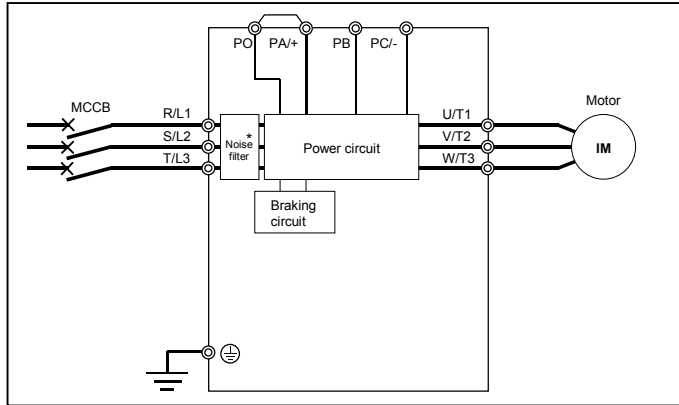 PO PA/+ PB PC/-
MCCB
R/L1
S/L2
T/L3
*
Noise
filter
Power circuit
Braking
circuit
U/T1
V/T2
W/T3
Motor
IM